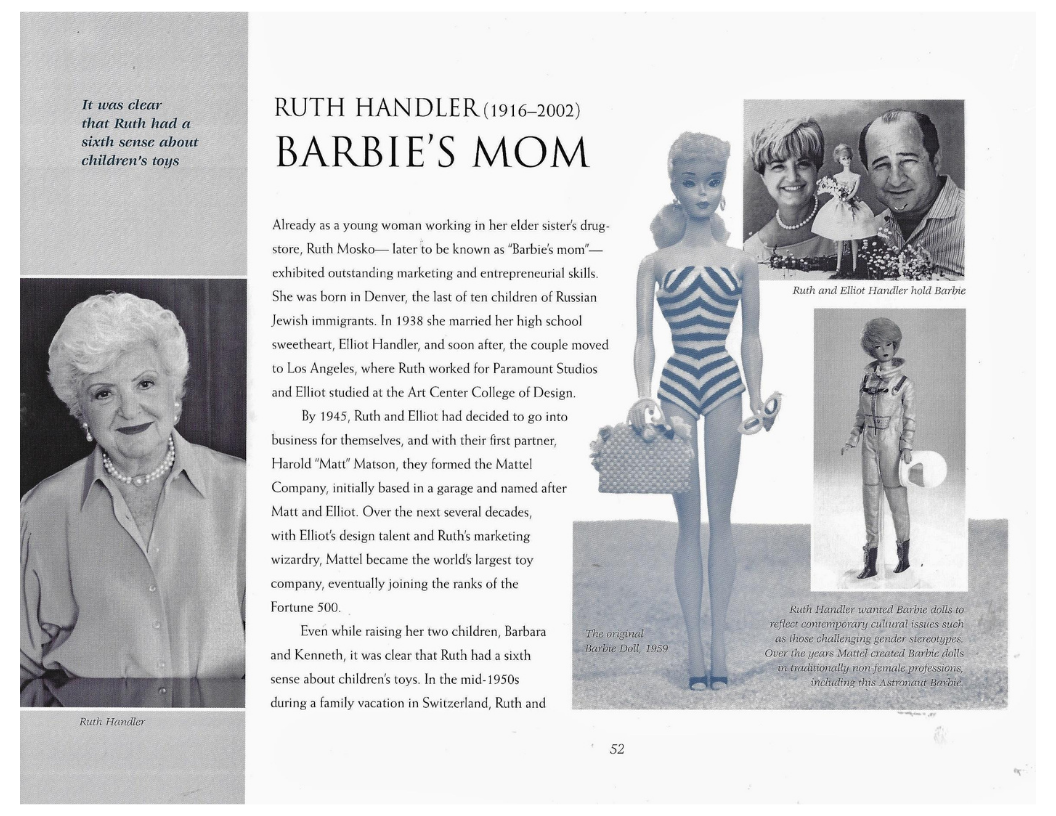 It was clear
that Ruth had a
sixth sense about
children's toys
Ruth Handler
RUTH HANDLER (1916–2002)
BARBIE'S MOM
Already as a young woman working in her elder sister's drug-
store, Ruth Mosko— later to be known as "Barbie's mom"—
exhibited outstanding marketing and entrepreneurial skills.
She was born in Denver, the last of ten children of Russian
Jewish immigrants. In 1938 she married her high school
sweetheart, Elliot Handler, and soon after, the couple moved
to Los Angeles, where Ruth worked for Paramount Studios
and Elliot studied at the Art Center College of Design.
By 1945, Ruth and Elliot had decided to go into
business for themselves, and with their first partner,
Harold "Matt" Matson, they formed the Mattel
Company, initially based in a garage and named after
Matt and Elliot. Over the next several decades,
with Elliot's design talent and Ruth's marketing
wizardry, Mattel became the world's largest toy
company, eventually joining the ranks of the
Fortune 500.
Even while raising her two children, Barbara
and Kenneth, it was clear that Ruth had a sixth
sense about children's toys. In the mid-1950s
during a family vacation in Switzerland, Ruth and
Ruth and Elliot Handler hold Barbie
The original
Barbie Doll, 1959
Ruth Handler wanted Barbie dolls to
reflect contemporary cultural issues such
as those challenging gender stereotypes.
Over the years Mattel created Barbie dolls
in traditionally non-female professions,
including this Astronaut Barbie.
52